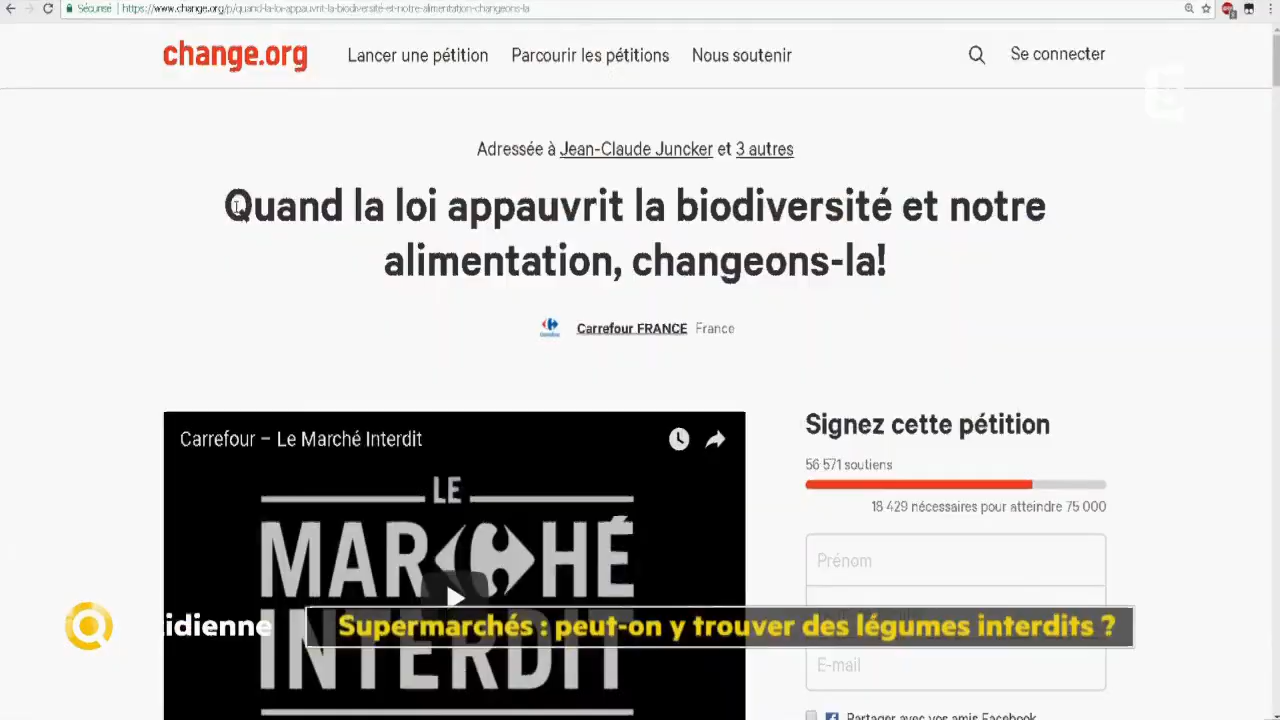 Sécurisé https://www.change.org/p/quand-la-loi-appauvrit-la-biodiversité-et-notre-alimentation-changeons-la
change.org Lancer une pétition Parcourir les pétitions Nous soutenir Se connecter
5
Adressée à Jean-Claude Juncker et 3 autres
Quand la loi appauvrit la biodiversité et notre
alimentation, changeons-la!
Carrefour FRANCE France
Carrefour – Le Marché Interdit
LE
MARCHÉ
INTERDIT
Signez cette pétition
56 571 soutiens
18 429 nécessaires pour atteindre 75 000
Prénom
E-mail
Partager avec vos amis Facebook
tidienne
Supermarchés : peut-on y trouver des légumes interdits ?